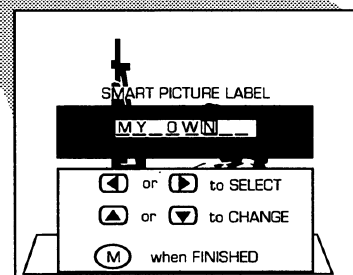 SMART PICTURE LABEL
MY_OWN__
◀ or ▶ to SELECT
▲ or ▼ to CHANGE
M when FINISHED